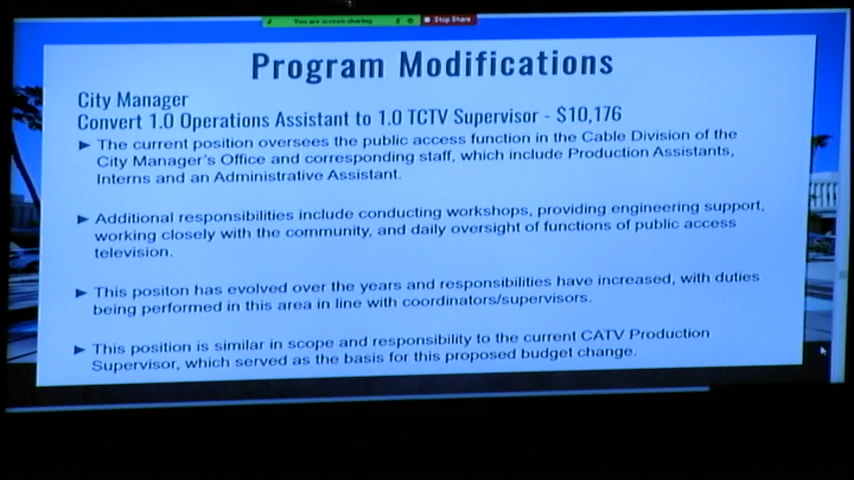 You are screen sharing
Stop Share
Program Modifications
City Manager
Convert 1.0 Operations Assistant to 1.0 TCTV Supervisor - $10,176
► The current position oversees the public access function in the Cable Division of the
City Manager's Office and corresponding staff, which include Production Assistants,
Interns and an Administrative Assistant.
► Additional responsibilities include conducting workshops, providing engineering support,
working closely with the community, and daily oversight of functions of public access
television.
► This positon has evolved over the years and responsibilities have increased, with duties
being performed in this area in line with coordinators/supervisors.
► This position is similar in scope and responsibility to the current CATV Production
Supervisor, which served as the basis for this proposed budget change.